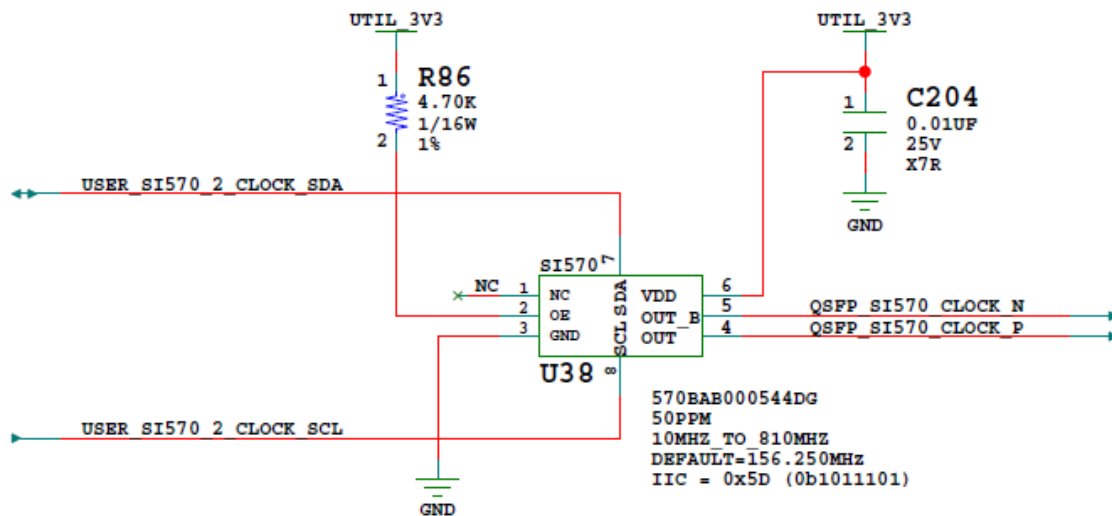 UTIL_3V3
UTIL_3V3
1
R86
4.70K
1/16W
1%
2
1
C204
0.01UF
25V
X7R
2
GND
USER_SI570_2_CLOCK_SDA
SI570
7
NC
1
NC
SDA
VDD
6
2
OE
OUT_B
5
QSFP_SI570_CLOCK_N
3
GND
SCL
OUT
4
QSFP_SI570_CLOCK_P
U38
8
570BAB000544DG
50PPM
10MHZ_TO_810MHZ
DEFAULT=156.250MHz
IIC = 0x5D (0b1011101)
USER_SI570_2_CLOCK_SCL
GND